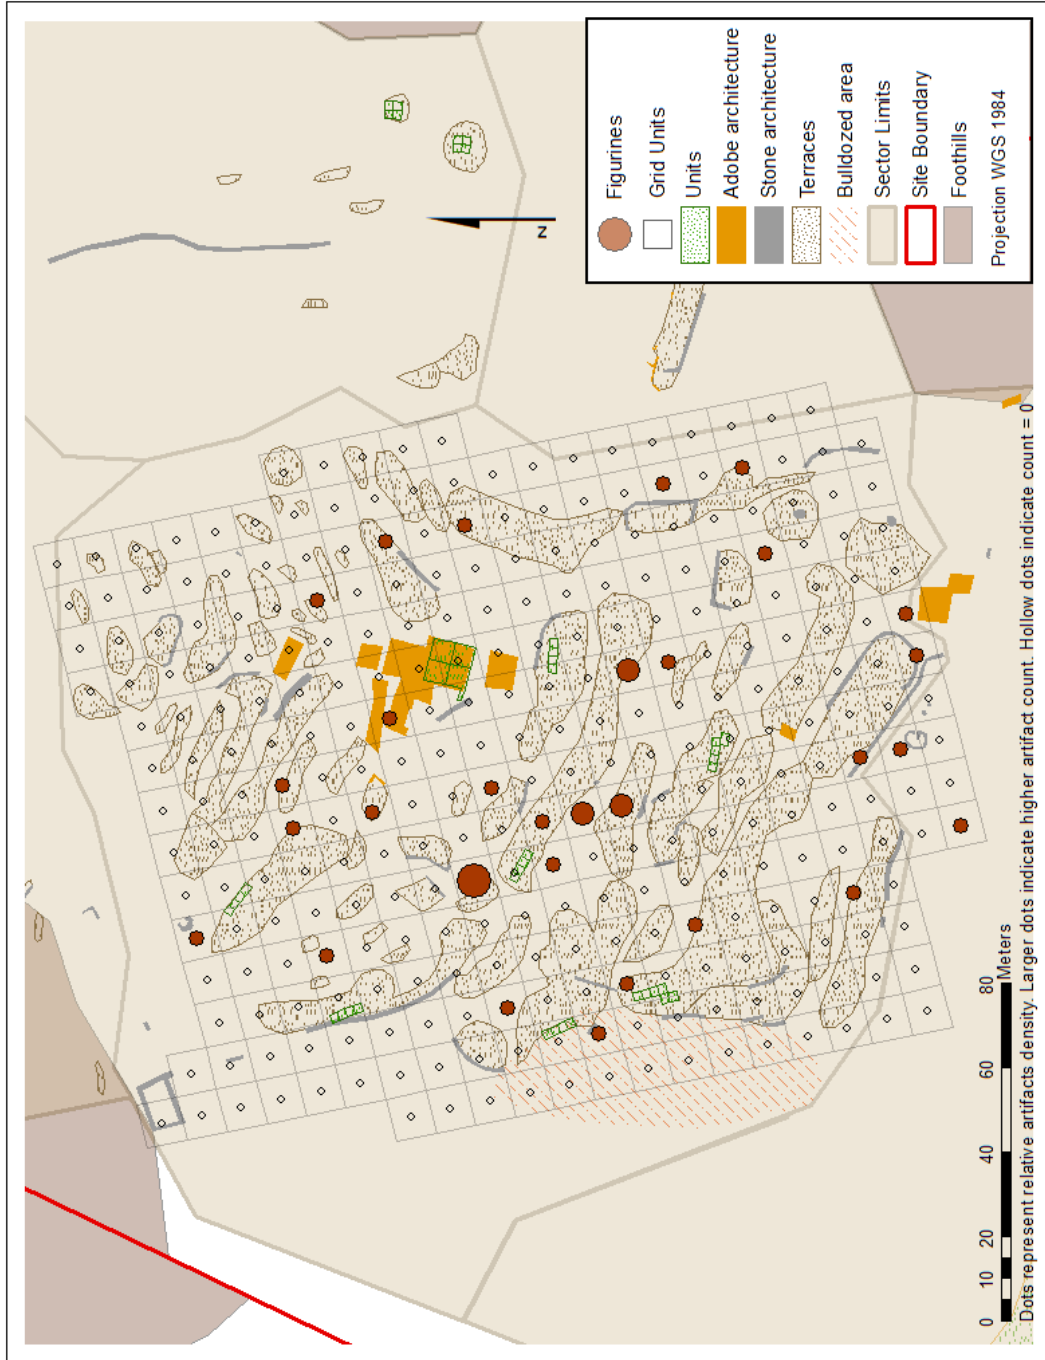 Figurines
Grid Units
Units
Adobe architecture
Stone architecture
Terraces
Bulldozed area
Sector Limits
Site Boundary
Foothills
Projection WGS 1984
N
0 10 20 40 60 80
Meters
Dots represent relative artifacts density. Larger dots indicate higher artifact count. Hollow dots indicate count = 0